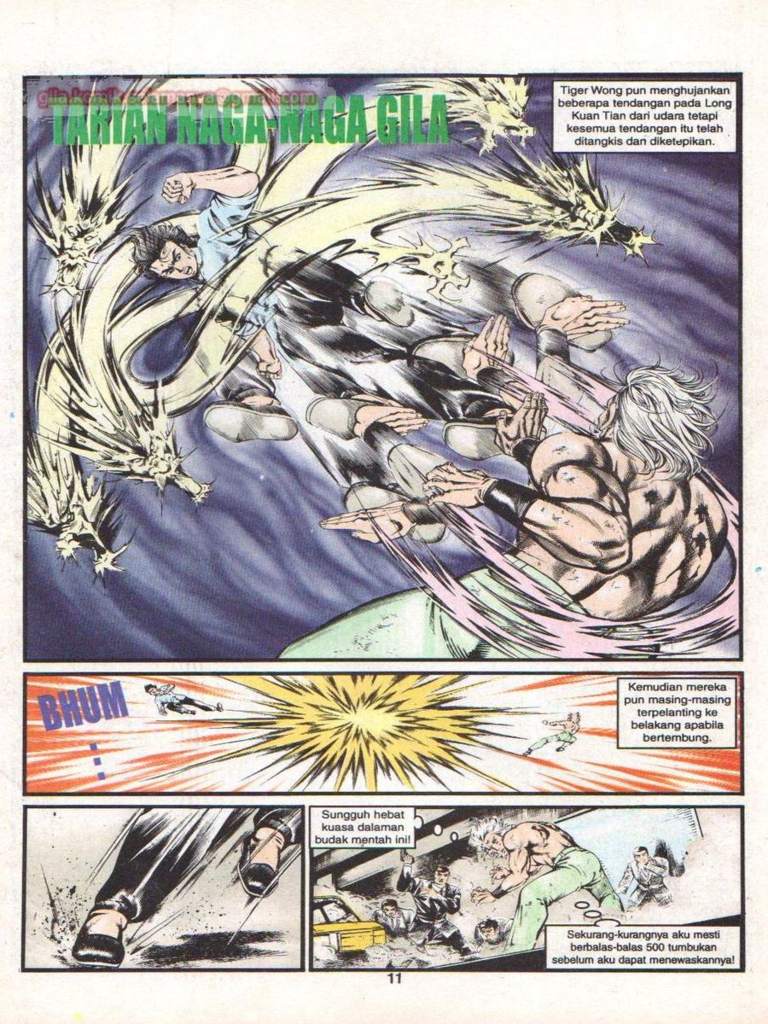 TARIAN NAGA-NAGA GILA
Tiger Wong pun menghujankan
beberapa tendangan pada Long
Kuan Tian dari udara tetapi
kesemua tendangan itu telah
ditangkis dan diketepikan.
BHUM
:
Kemudian mereka
pun masing-masing
terpelanting ke
belakang apabila
bertembung.
Sungguh hebat
kuasa dalaman
budak mentah ini!
Sekurang-kurangnya aku mesti
berbalas-balas 500 tumbukan
sebelum aku dapat menewaskannya!
11